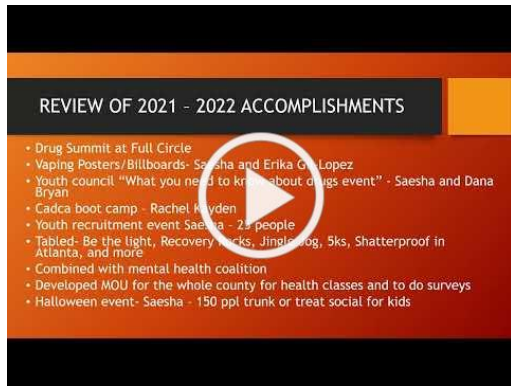 REVIEW OF 2021 - 2022 ACCOMPLISHMENTS
• Drug Summit at Full Circle
• Vaping Posters/Billboards- Saesha and Erika Lopez
• Youth council "What you need to know about drugs event" - Saesha and Dana
Bryan
• Cadca boot camp - Rachel
• Youth recruitment event Saesha - 25 people
• Tabled- Be the light, Recovery Rocks, Jingle Jog, 5ks, Shatterproof in
Atlanta, and more
• Combined with mental health coalition
• Developed MOU for the whole county for health classes and to do surveys
• Halloween event- Saesha - 150 ppl trunk or treat social for kids